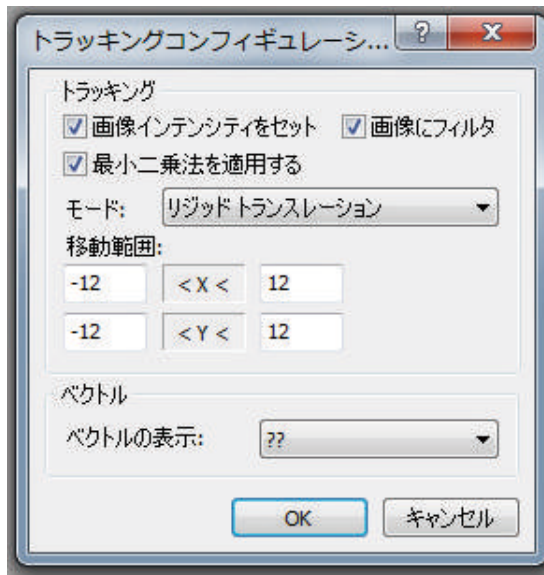 トラッキングコンフィギュレーシ... ?
トラッキング
画像インテンシティをセット 画像にフィルタ
最小二乗法を適用する
モード: リジッド トランスレーション
移動範囲:
-12 < X < 12
-12 < Y < 12
ベクトル
ベクトルの表示: ??
OK キャンセル